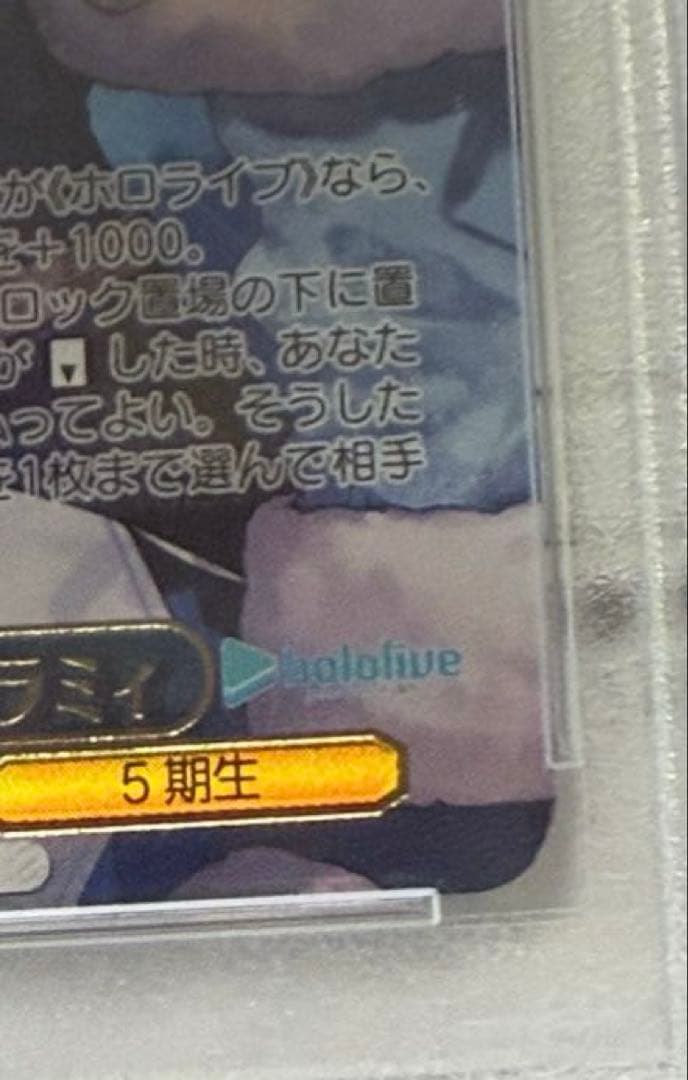 が《ホロライブ》なら、
を+1000。
ロック置場の下に置
が した時、あなた
ってよい。そうした
を1枚まで選んで相手
ラミィ
hololive
5期生